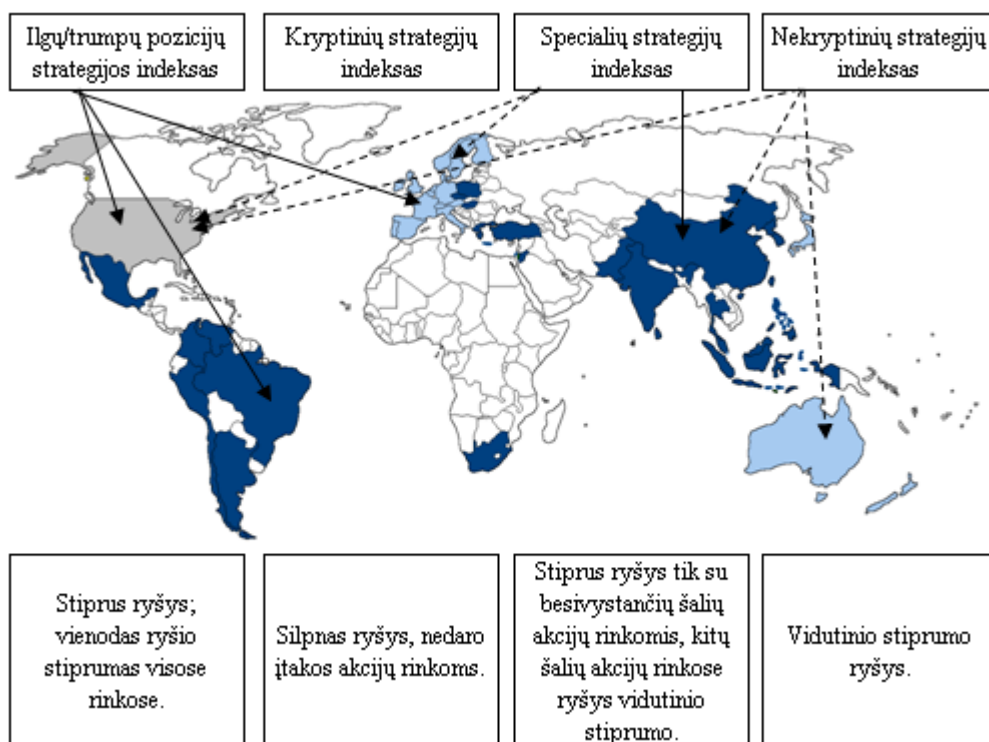 Ilgų/trumpų pozicijų
strategijos indeksas
Kryptinių strategijų
indeksas
Specialių strategijų
indeksas
Nekryptinių strategijų
indeksas
Stiprus ryšys;
vienodas ryšio
stiprumas visose
rinkose.
Silpnas ryšys, nedaro
įtakos akcijų rinkoms.
Stiprus ryšys tik su
besivystančių šalių
akcijų rinkomis, kitų
šalių akcijų rinkose
ryšys vidutinio
stiprumo.
Vidutinio stiprumo
ryšys.